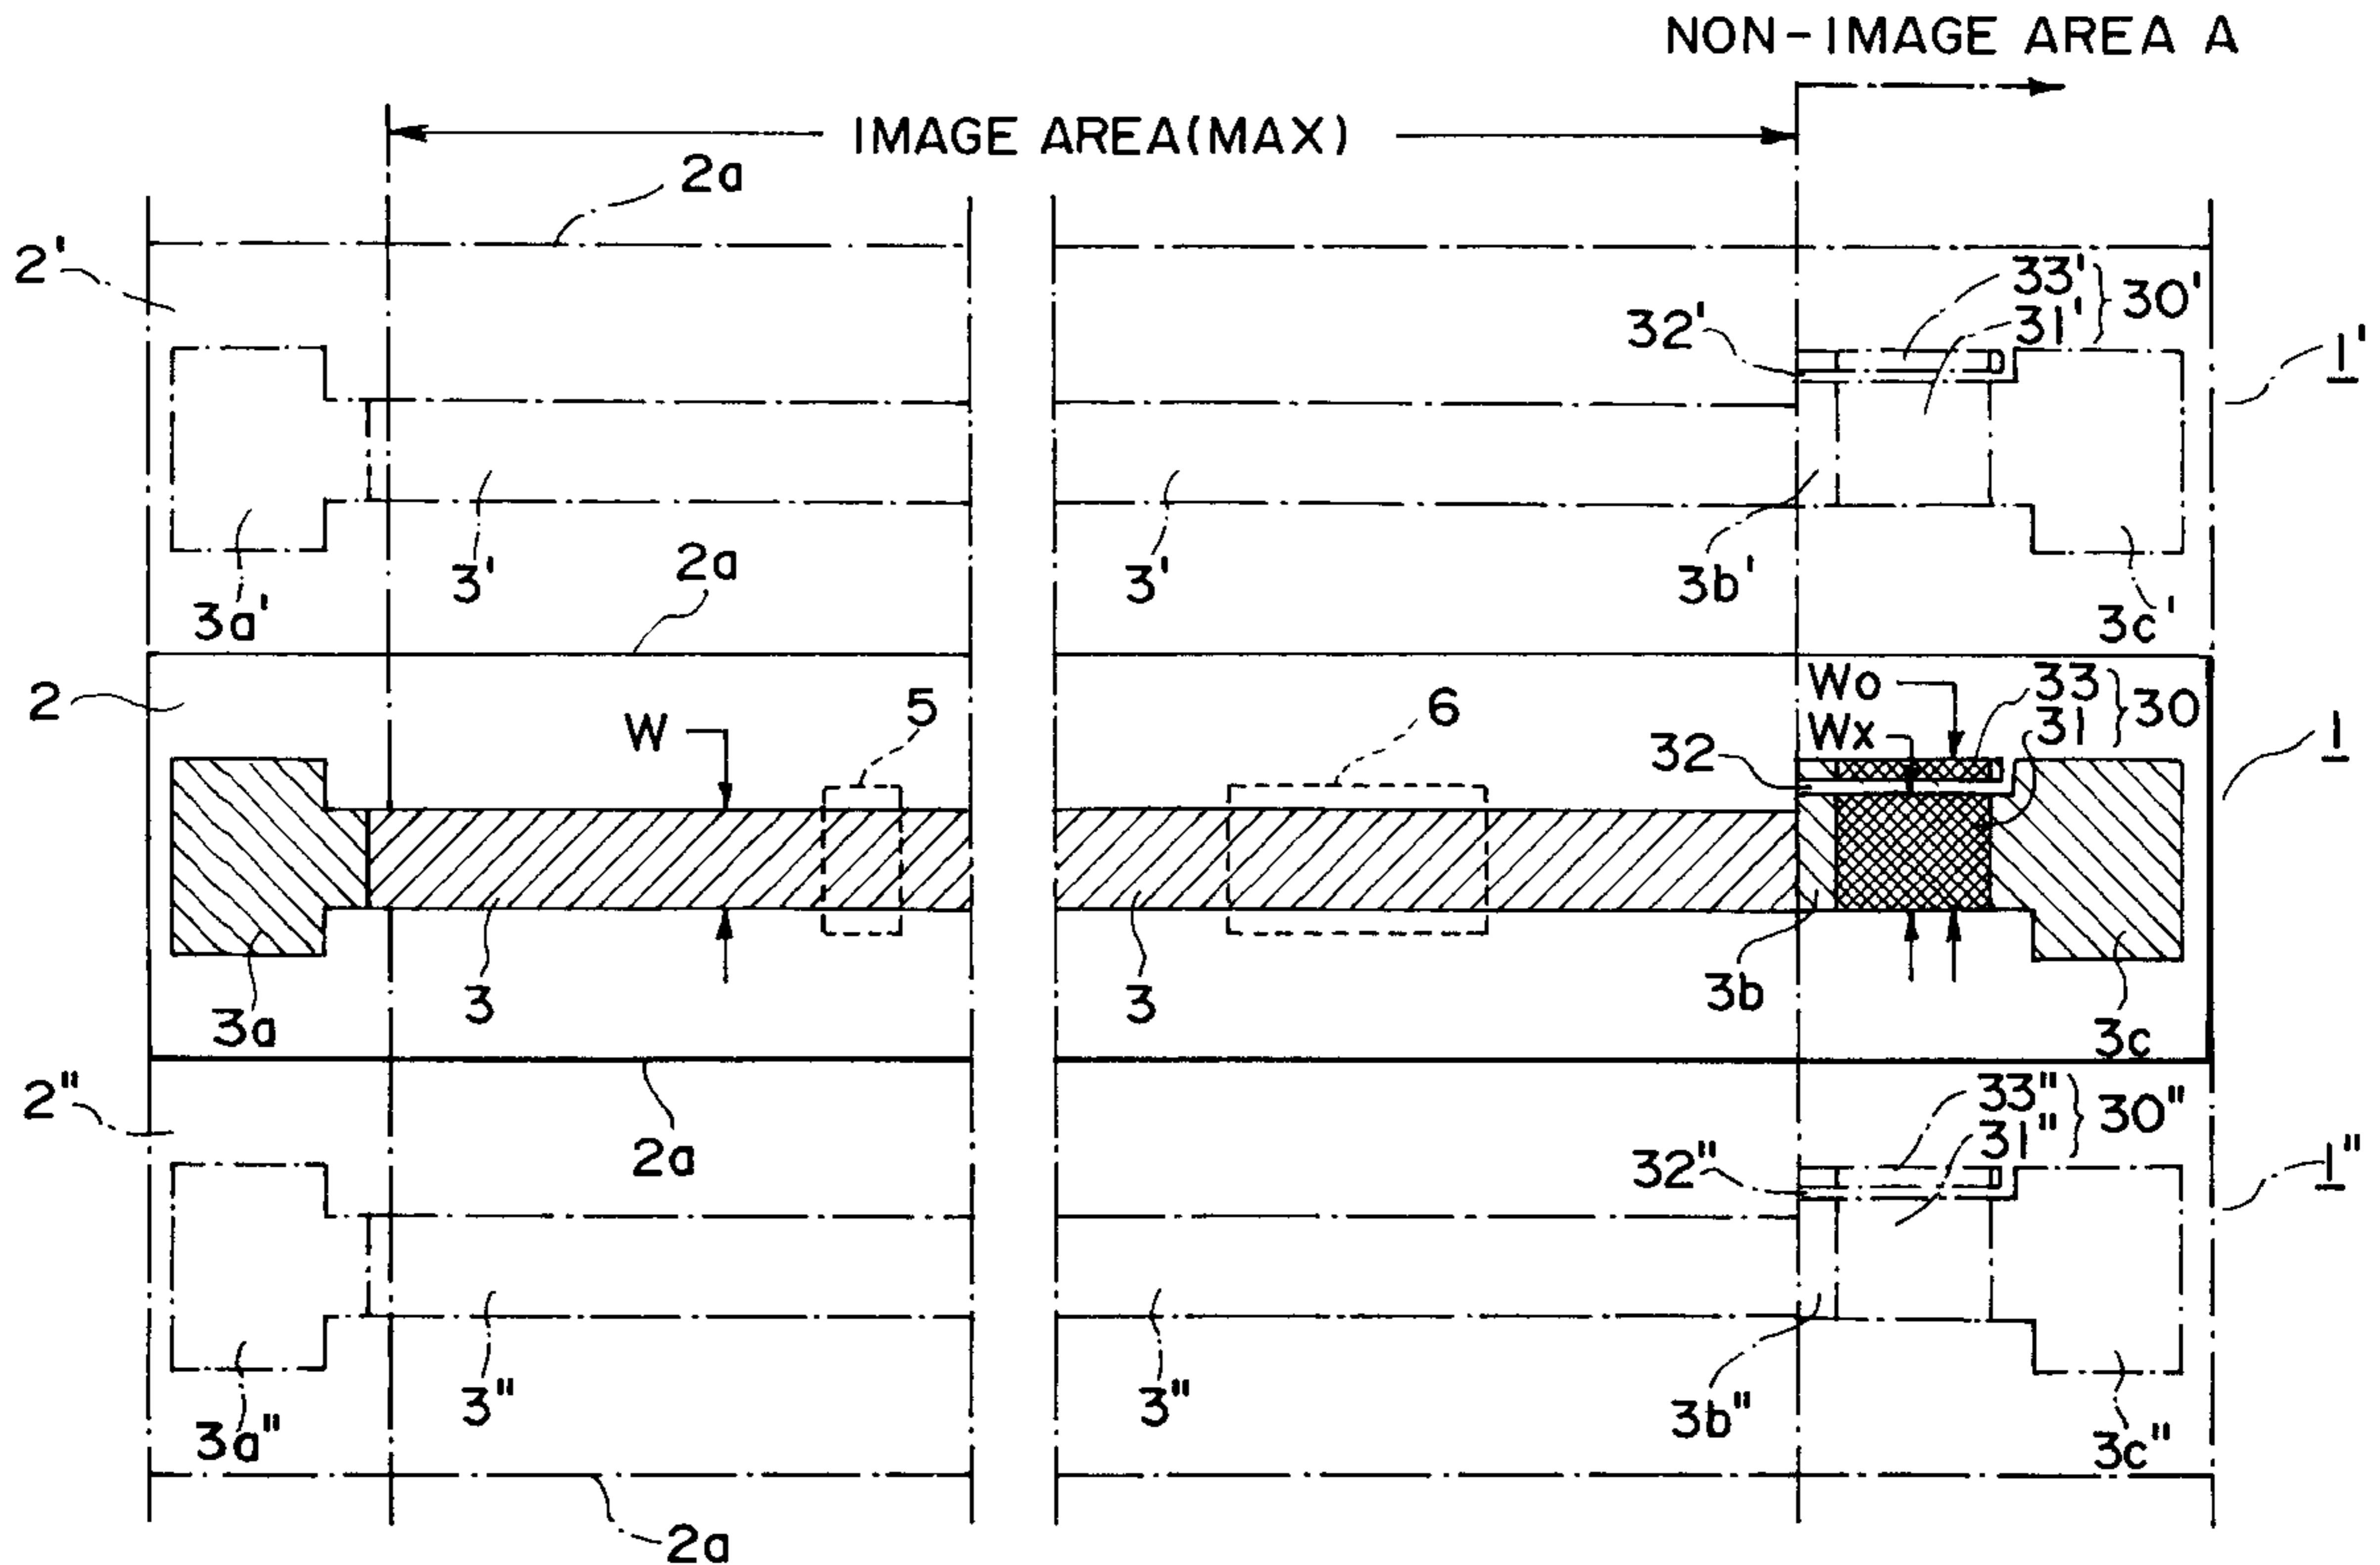 NON-IMAGE AREA A
IMAGE AREA(MAX)
2a
2'
33'
31'
30'
32'
1'
3a'
3'
2a
3'
3b'
3c'
2
W
5
6
Wo
Wx
32
33
31
30
1
3a
3
3
3b
3c
2"
2a
33"
31"
30"
32"
1"
3a"
3"
3"
3b"
3c"
2a